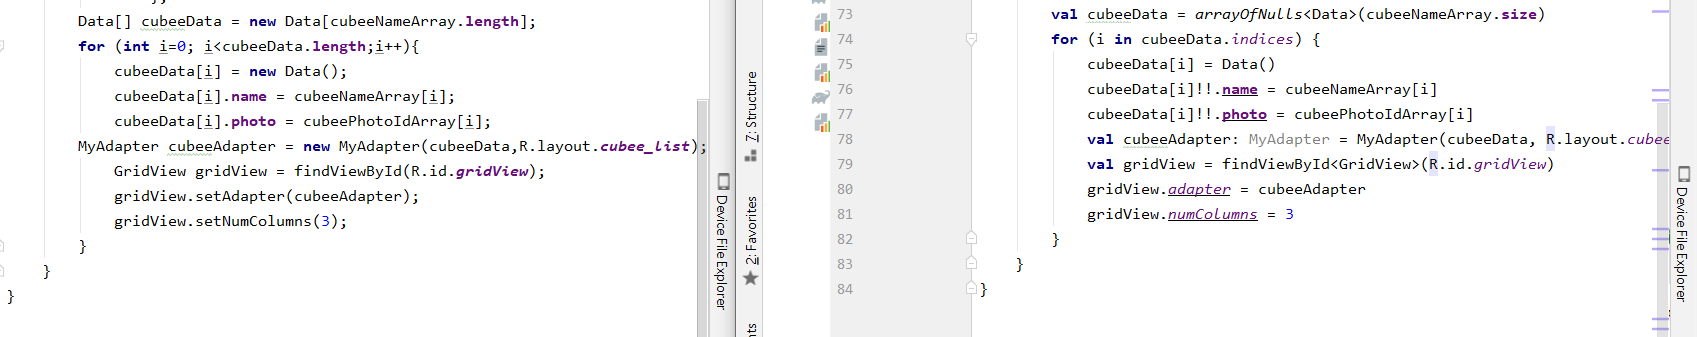 Data[] cubeeData = new Data[cubeeNameArray.length];
for (int i=0; i<cubeeData.length;i++){
cubeeData[i] = new Data();
cubeeData[i].name = cubeeNameArray[i];
cubeeData[i].photo = cubeePhotoIdArray[i];
MyAdapter cubeeAdapter = new MyAdapter(cubeeData,R.layout.cubee_list);
GridView gridView = findViewById(R.id.gridView);
gridView.setAdapter(cubeeAdapter);
gridView.setNumColumns(3);
}
}
}
Device File Explorer
7: Structure
2: Favorites
73 val cubeeData = arrayOfNulls<Data>(cubeeNameArray.size)
74 for (i in cubeeData.indices) {
75 cubeeData[i] = Data()
76 cubeeData[i]!!.name = cubeeNameArray[i]
77 cubeeData[i]!!.photo = cubeePhotoIdArray[i]
78 val cubeeAdapter: MyAdapter = MyAdapter(cubeeData, R.layout.cubee
79 val gridView = findViewById<GridView>(R.id.gridView)
80 gridView.adapter = cubeeAdapter
81 gridView.numColumns = 3
82 }
83 }
84 }
Device File Explorer